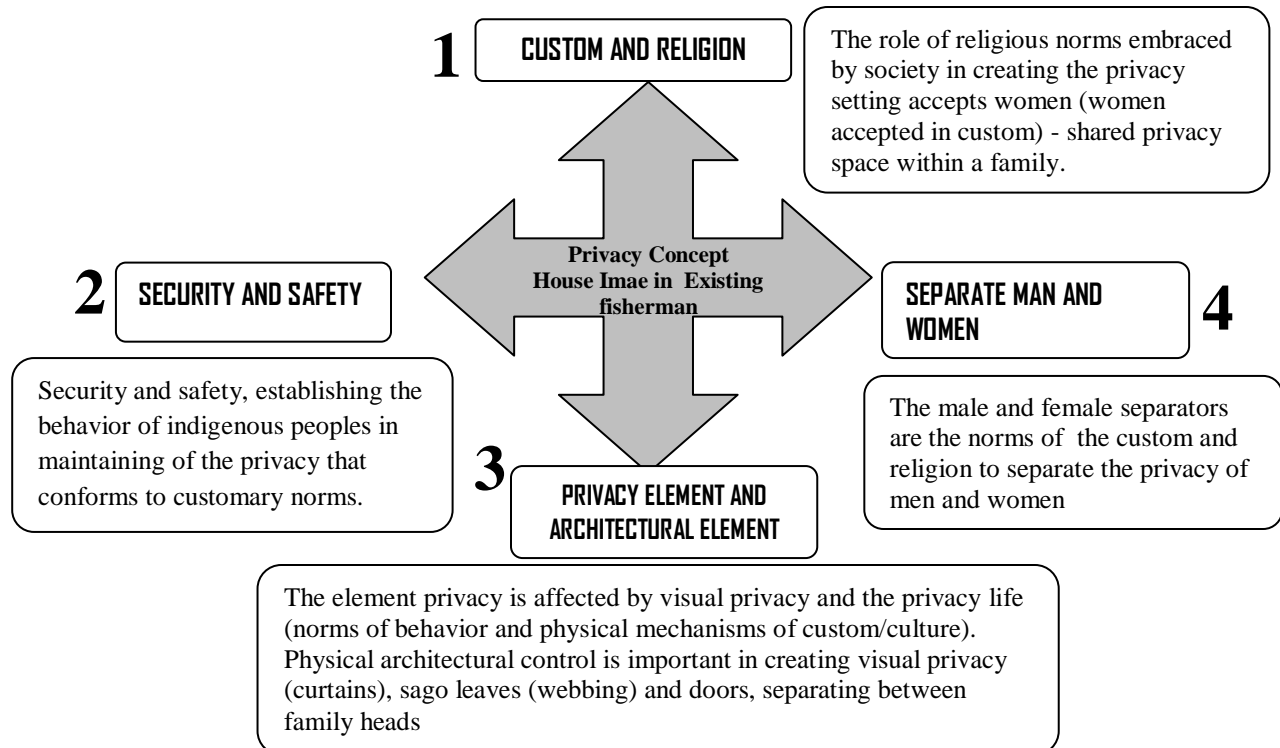 1
CUSTOM AND RELIGION
The role of religious norms embraced
by society in creating the privacy
setting accepts women (women
accepted in custom) - shared privacy
space within a family.
Privacy Concept
House Imae in Existing
fisherman
2
SECURITY AND SAFETY
Security and safety, establishing the
behavior of indigenous peoples in
maintaining of the privacy that
conforms to customary norms.
SEPARATE MAN AND
WOMEN
4
The male and female separators
are the norms of the custom and
religion to separate the privacy of
men and women
3
PRIVACY ELEMENT AND
ARCHITECTURAL ELEMENT
The element privacy is affected by visual privacy and the privacy life
(norms of behavior and physical mechanisms of custom/culture).
Physical architectural control is important in creating visual privacy
(curtains), sago leaves (webbing) and doors, separating between
family heads